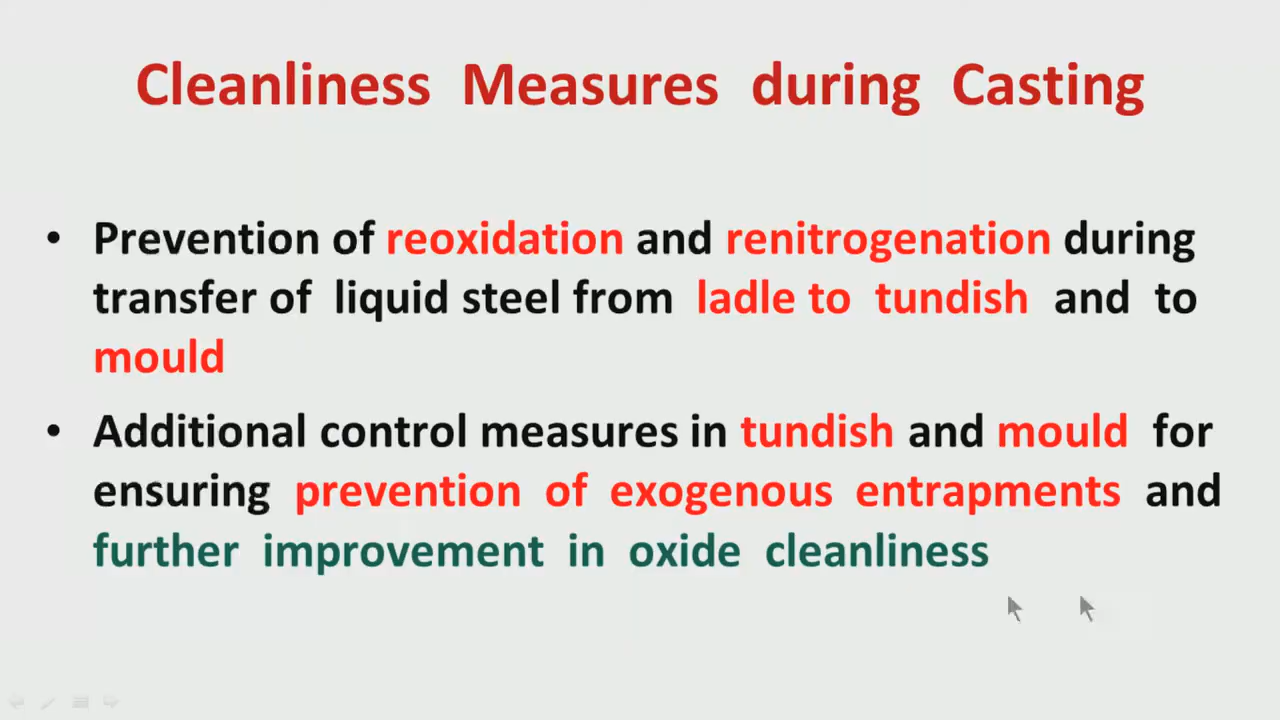 Cleanliness Measures during Casting
• Prevention of reoxidation and renitrogenation during
transfer of liquid steel from ladle to tundish and to
mould
• Additional control measures in tundish and mould for
ensuring prevention of exogenous entrapments and
further improvement in oxide cleanliness